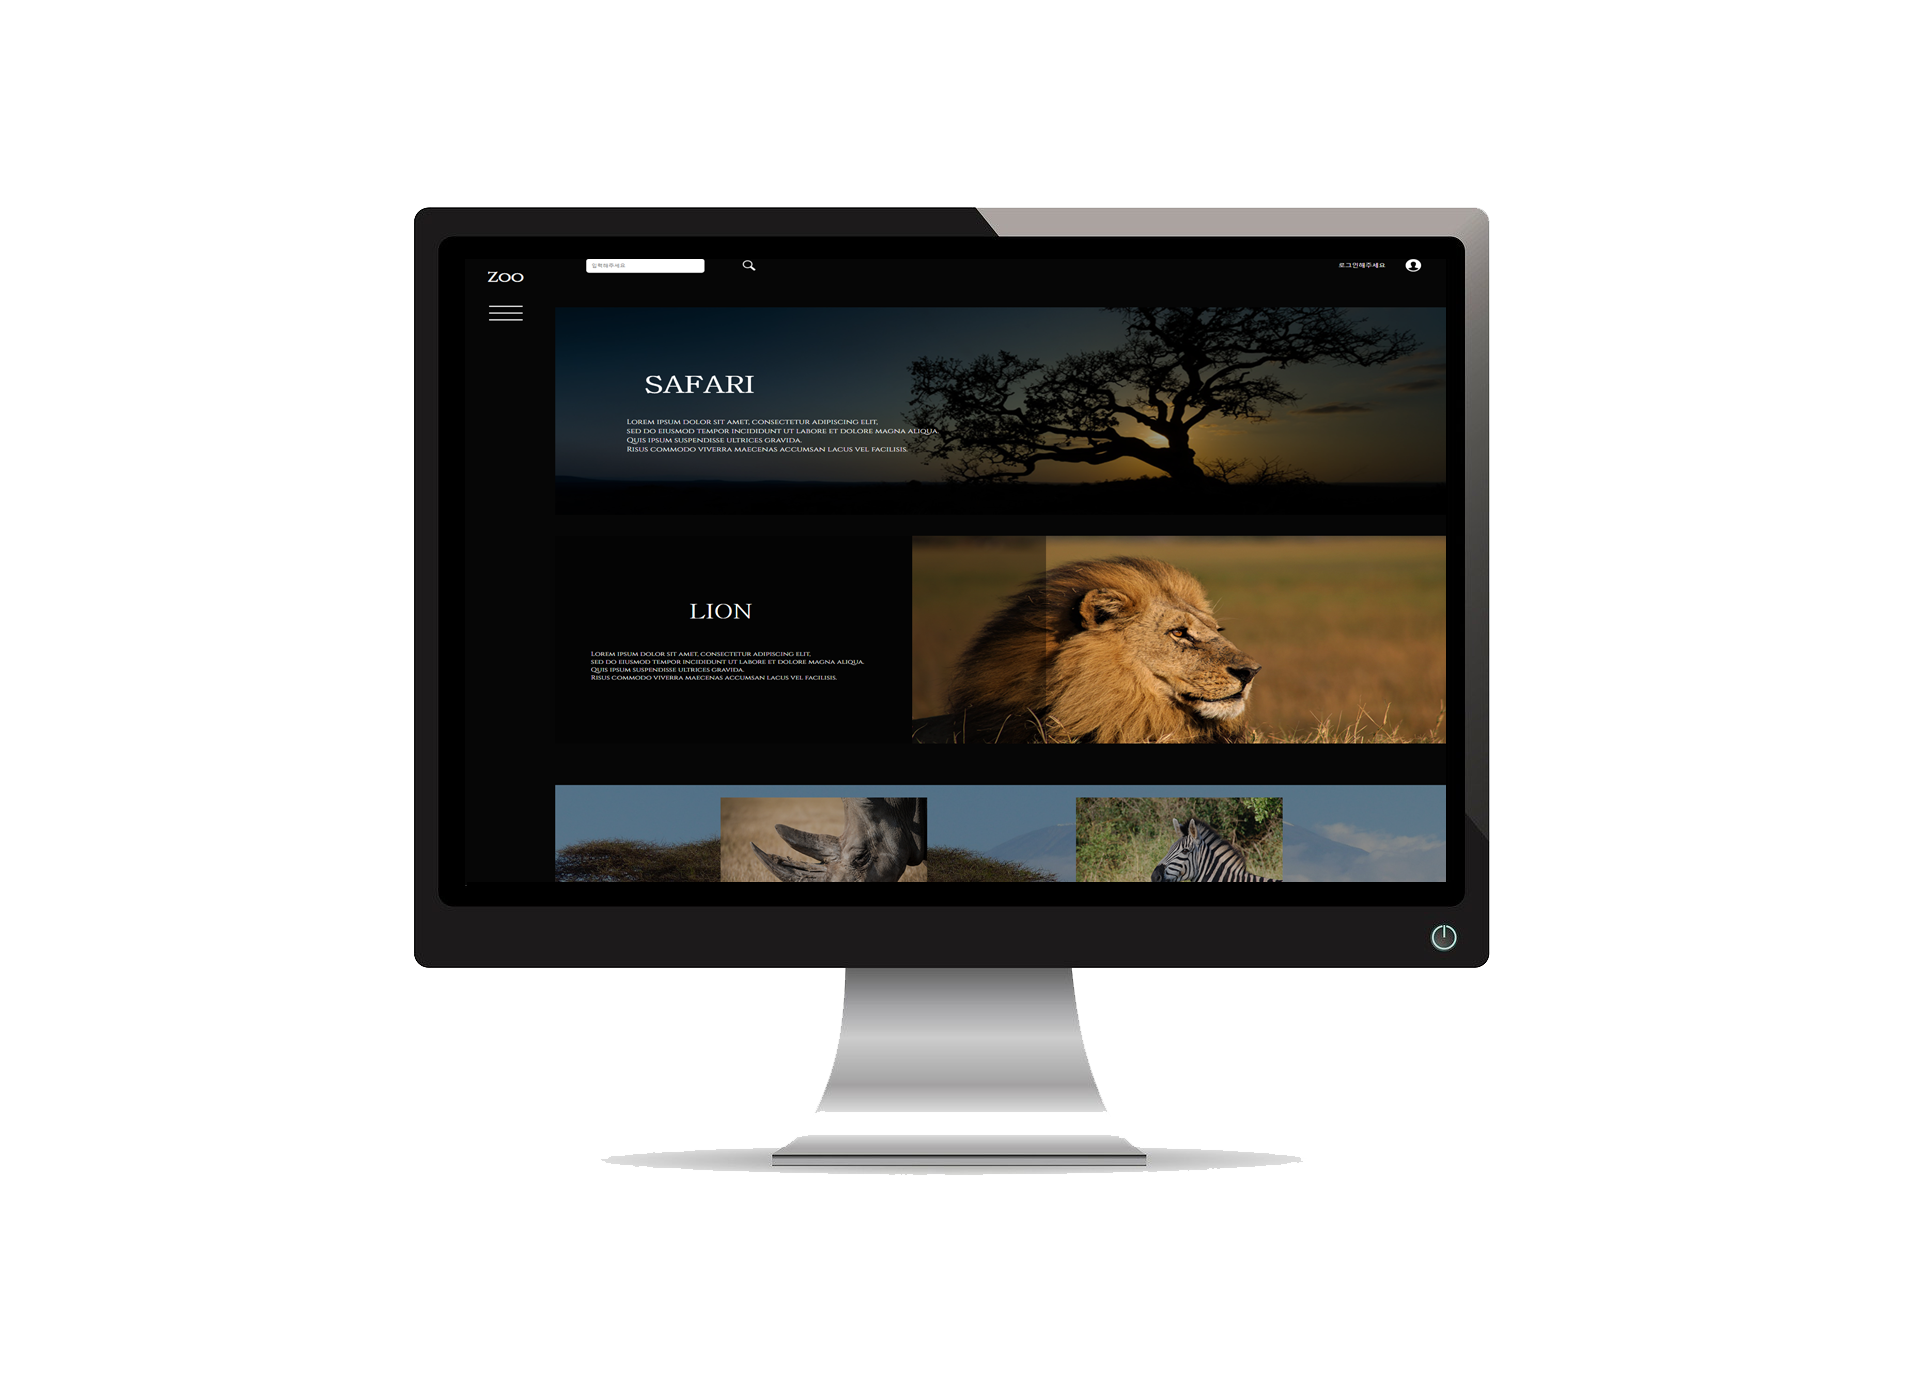 Zoo
입력해주세요
로그인해주세요
SAFARI
Lorem ipsum dolor sit amet, consectetur adipiscing elit,
sed do eiusmod tempor incididunt ut labore et dolore magna aliqua.
Quis ipsum suspendisse ultrices gravida.
Risus commodo viverra maecenas accumsan lacus vel facilisis.
LION
Lorem ipsum dolor sit amet, consectetur adipiscing elit,
sed do eiusmod tempor incididunt ut labore et dolore magna aliqua.
Quis ipsum suspendisse ultrices gravida.
Risus commodo viverra maecenas accumsan lacus vel facilisis.